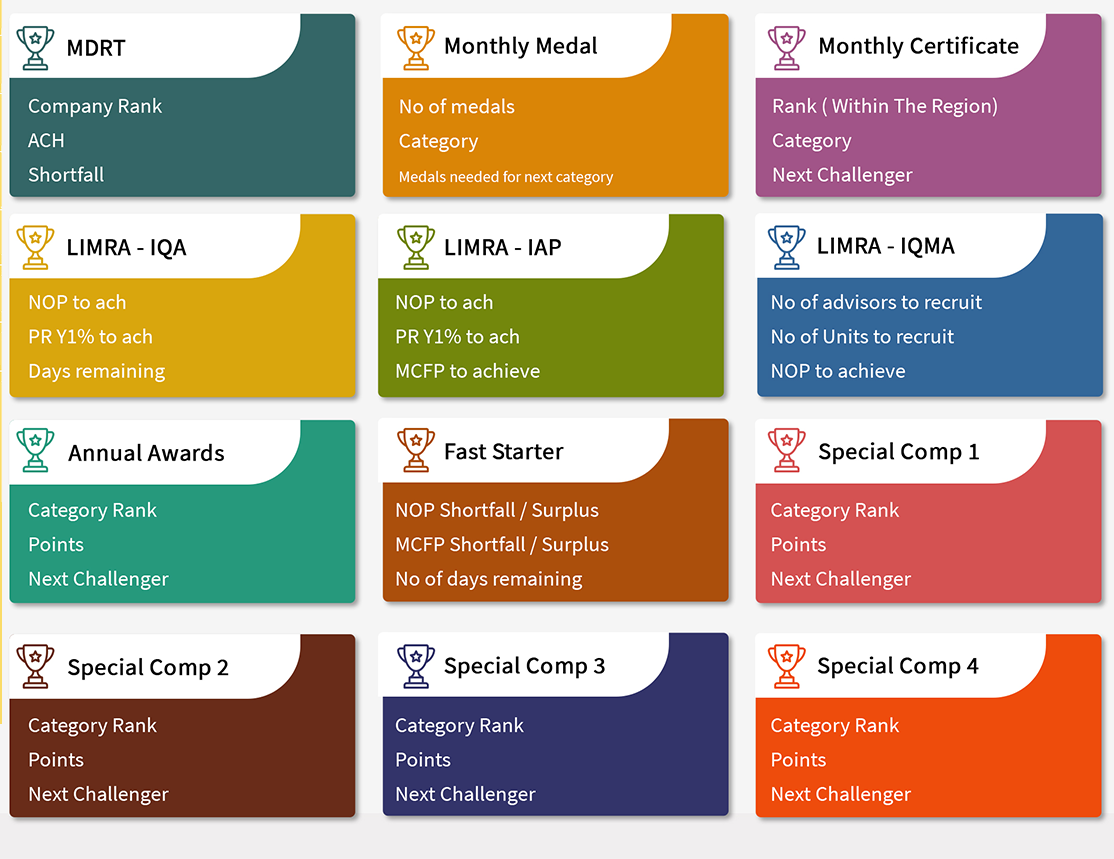 MDRT
Company Rank
ACH
Shortfall
Monthly Medal
No of medals
Category
Medals needed for next category
Monthly Certificate
Rank ( Within The Region)
Category
Next Challenger
LIMRA - IQA
NOP to ach
PR Y1% to ach
Days remaining
LIMRA - IAP
NOP to ach
PR Y1% to ach
MCFP to achieve
LIMRA - IQMA
No of advisors to recruit
No of Units to recruit
NOP to achieve
Annual Awards
Category Rank
Points
Next Challenger
Fast Starter
NOP Shortfall / Surplus
MCFP Shortfall / Surplus
No of days remaining
Special Comp 1
Category Rank
Points
Next Challenger
Special Comp 2
Category Rank
Points
Next Challenger
Special Comp 3
Category Rank
Points
Next Challenger
Special Comp 4
Category Rank
Points
Next Challenger